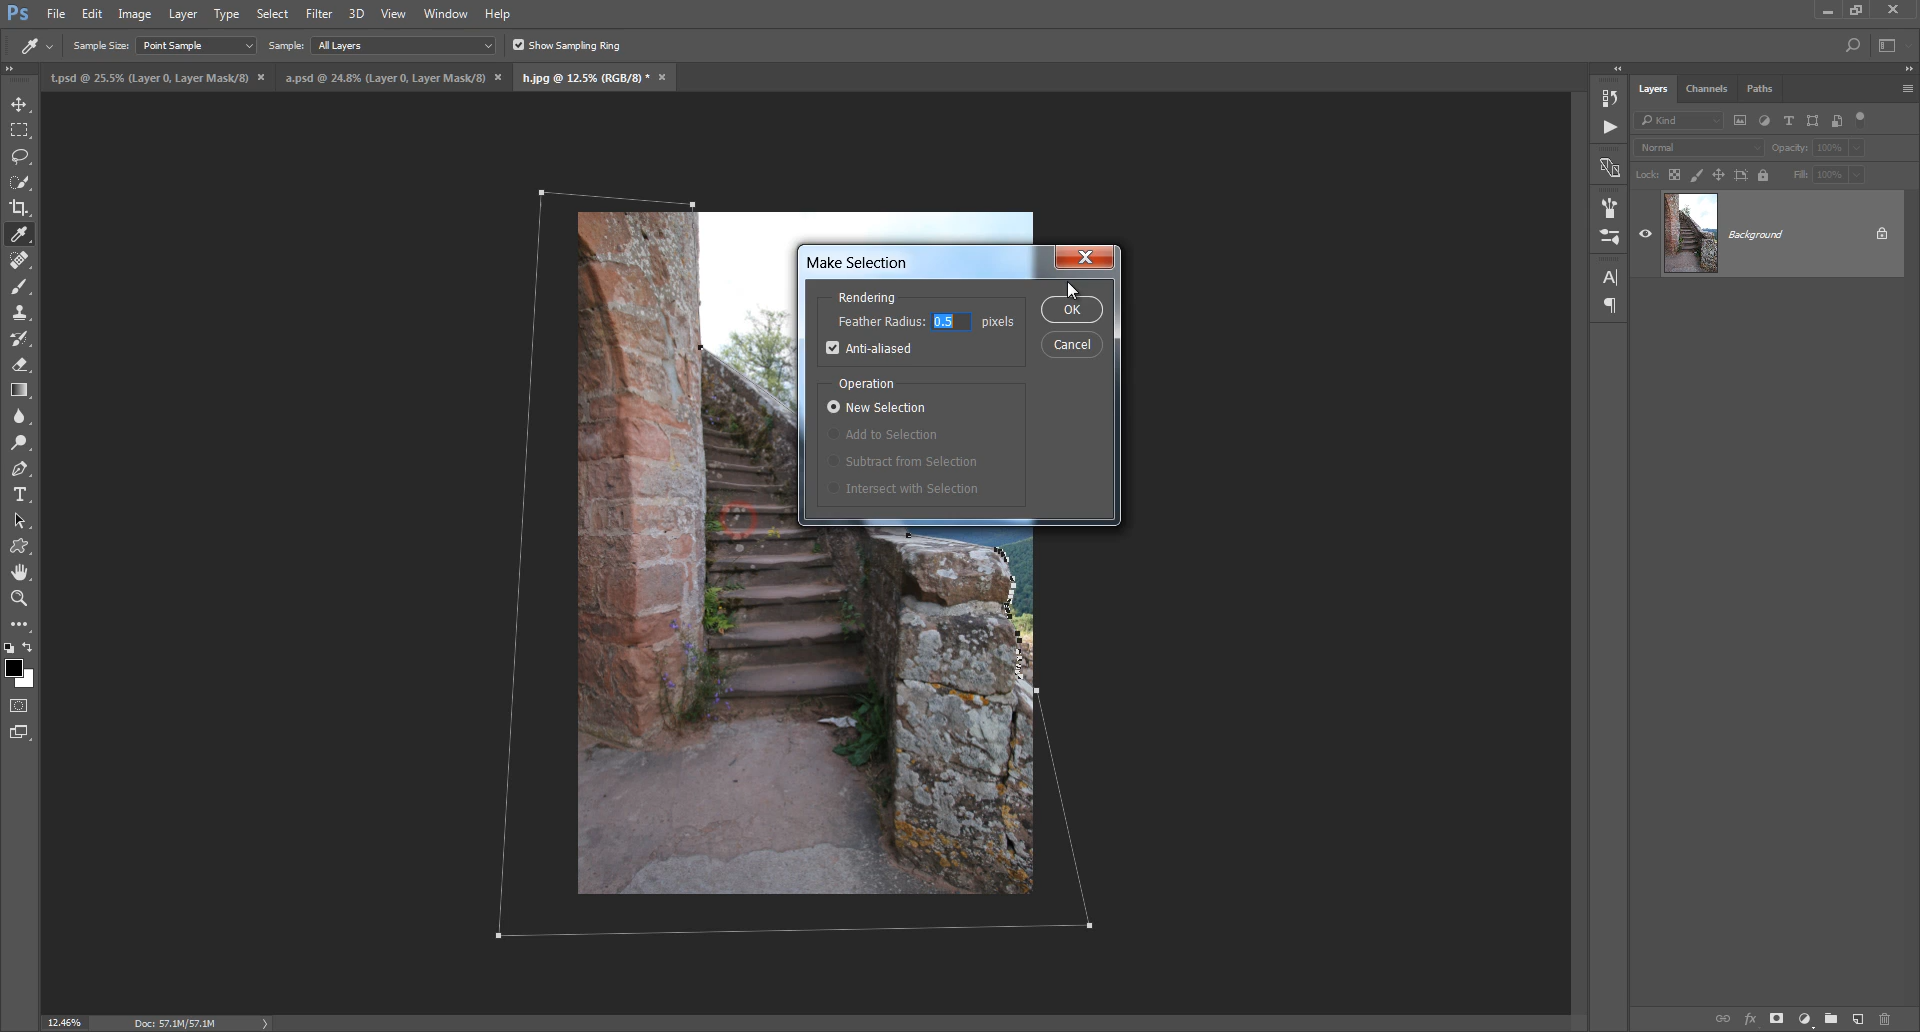 Ps File Edit Image Layer Type Select Filter 3D View Window Help
Sample Size: Point Sample Sample: All Layers Show Sampling Ring
t.psd @ 25.5% (Layer 0, Layer Mask/8) a.psd @ 24.8% (Layer 0, Layer Mask/8) h.jpg @ 12.5% (RGB/8) *
Layers Channels Paths
Kind
Normal Opacity: 100%
Lock: Fill: 100%
Background
Make Selection
Rendering
Feather Radius: 0.5 pixels
Anti-aliased
OK
Cancel
Operation
New Selection
Add to Selection
Subtract from Selection
Intersect with Selection
12.46% Doc: 57.1M/57.1M
fx